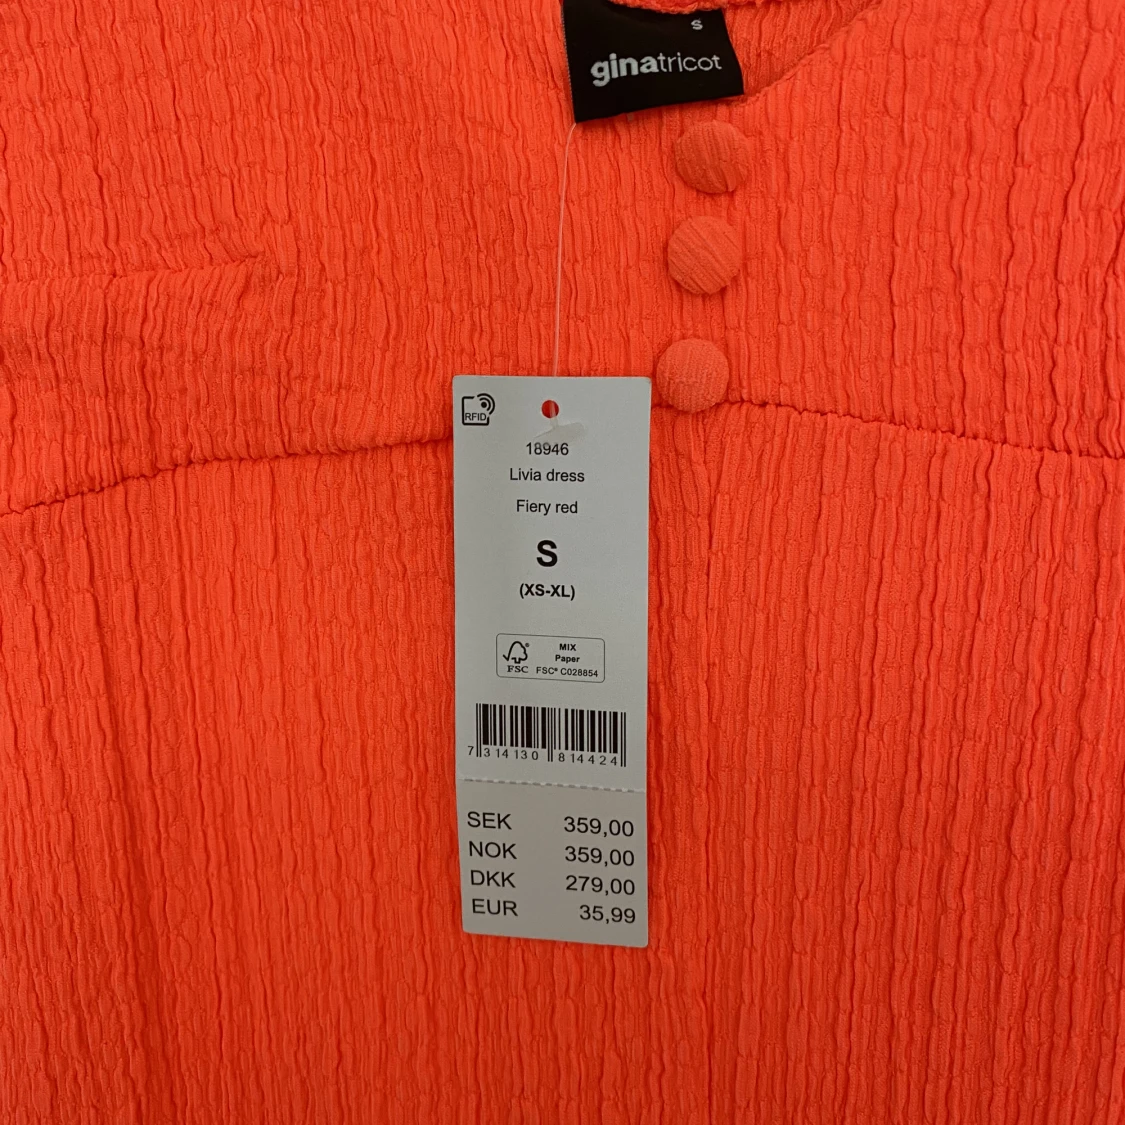 S
ginatricot
RFID
18946
Livia dress
Fiery red
S
(XS-XL)
FSC
MIX
Paper
FSC® C028854
7 314130 814424
SEK 359,00
NOK 359,00
DKK 279,00
EUR 35,99